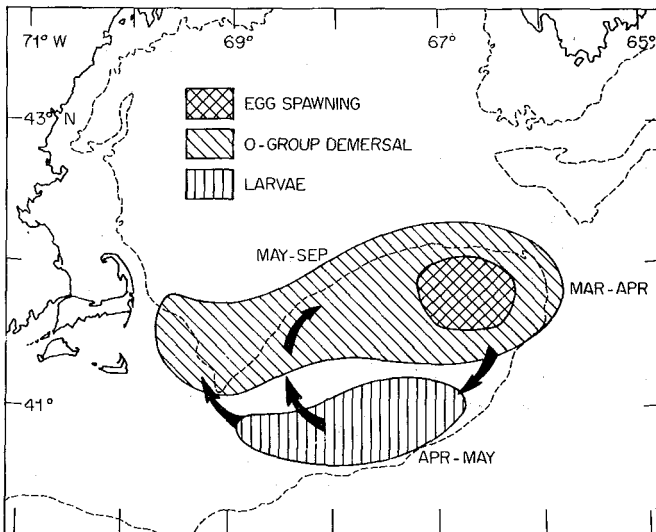 71° W 69° 67° 65°
43° N
EGG SPAWNING
O-GROUP DEMERSAL
LARVAE
MAY-SEP
MAR-APR
41°
APR-MAY